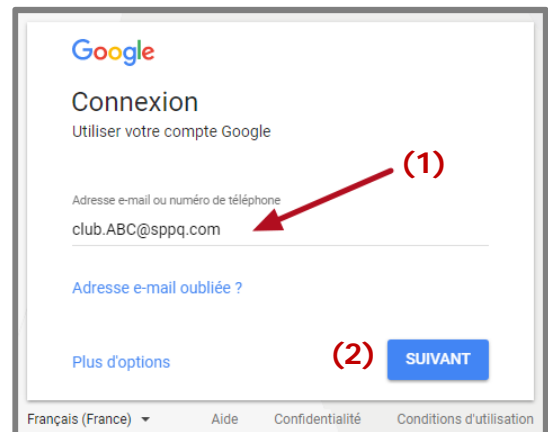 Google
Connexion
Utiliser votre compte Google
(1)
Adresse e-mail ou numéro de téléphone
club.ABC@sppq.com
Adresse e-mail oubliée ?
Plus d'options (2) SUIVANT
Français (France) Aide Confidentialité Conditions d'utilisation